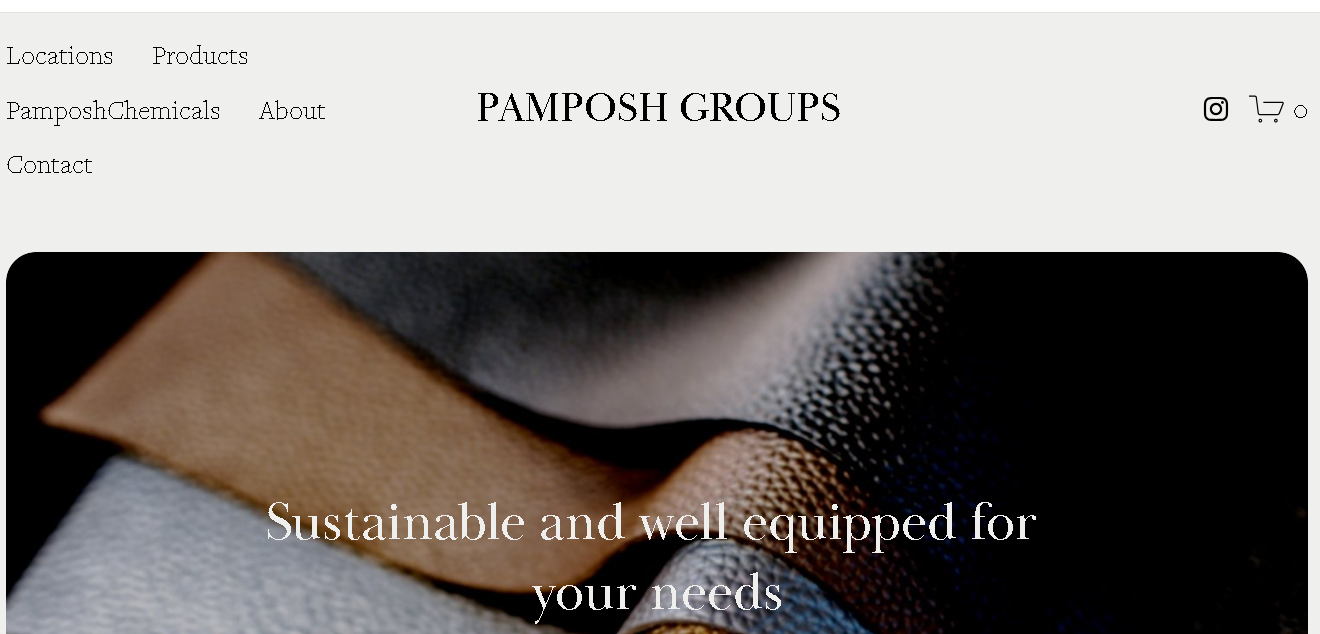 Locations Products
PamposhChemicals About
Contact
PAMPOSH GROUPS
0
Sustainable and well equipped for
your needs